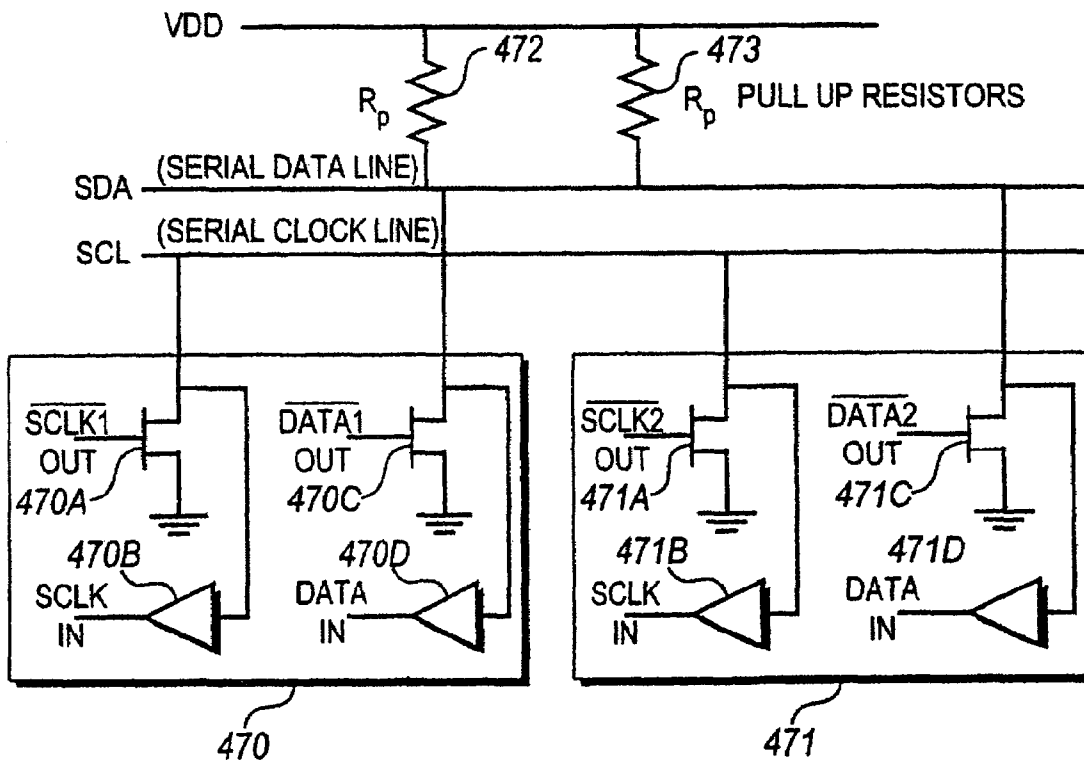 VDD
472
473
Rp
Rp PULL UP RESISTORS
(SERIAL DATA LINE)
SDA
(SERIAL CLOCK LINE)
SCL
SCLK1
OUT
470A
DATA1
OUT
470C
SCLK2
OUT
471A
DATA2
OUT
471C
470B
SCLK
IN
470D
DATA
IN
471B
SCLK
IN
471D
DATA
IN
470
471